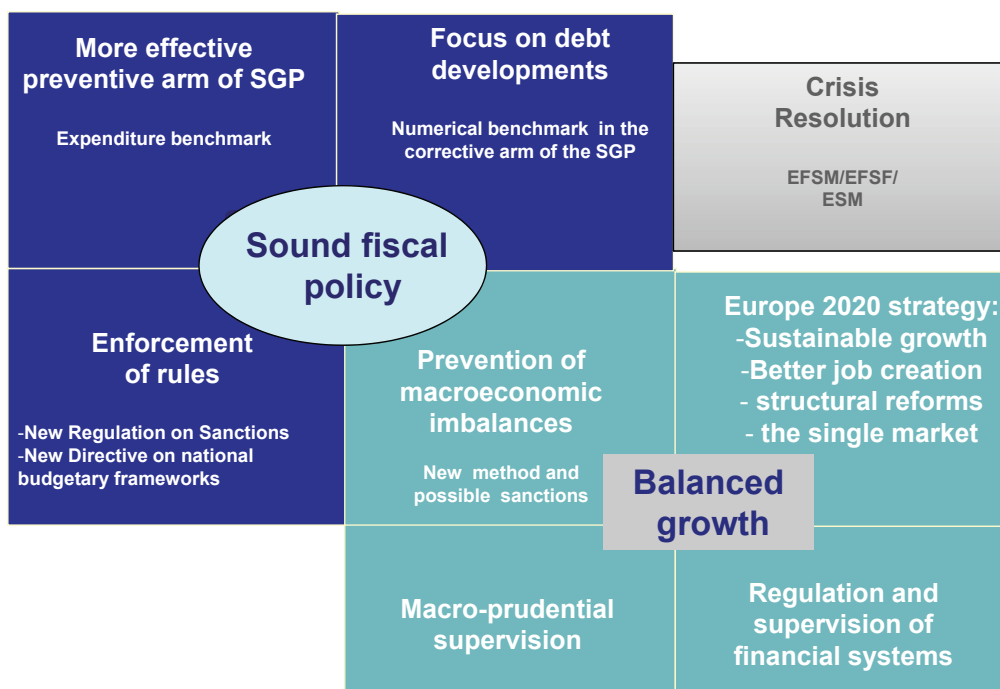 More effective
preventive arm of SGP
Expenditure benchmark
Focus on debt
developments
Numerical benchmark in the
corrective arm of the SGP
Crisis
Resolution
EFSM/EFSF/
ESM
Sound fiscal
policy
Enforcement
of rules
-New Regulation on Sanctions
-New Directive on national
budgetary frameworks
Prevention of
macroeconomic
imbalances
New method and
possible sanctions
Europe 2020 strategy:
-Sustainable growth
-Better job creation
- structural reforms
- the single market
Balanced
growth
Macro-prudential
supervision
Regulation and
supervision of
financial systems